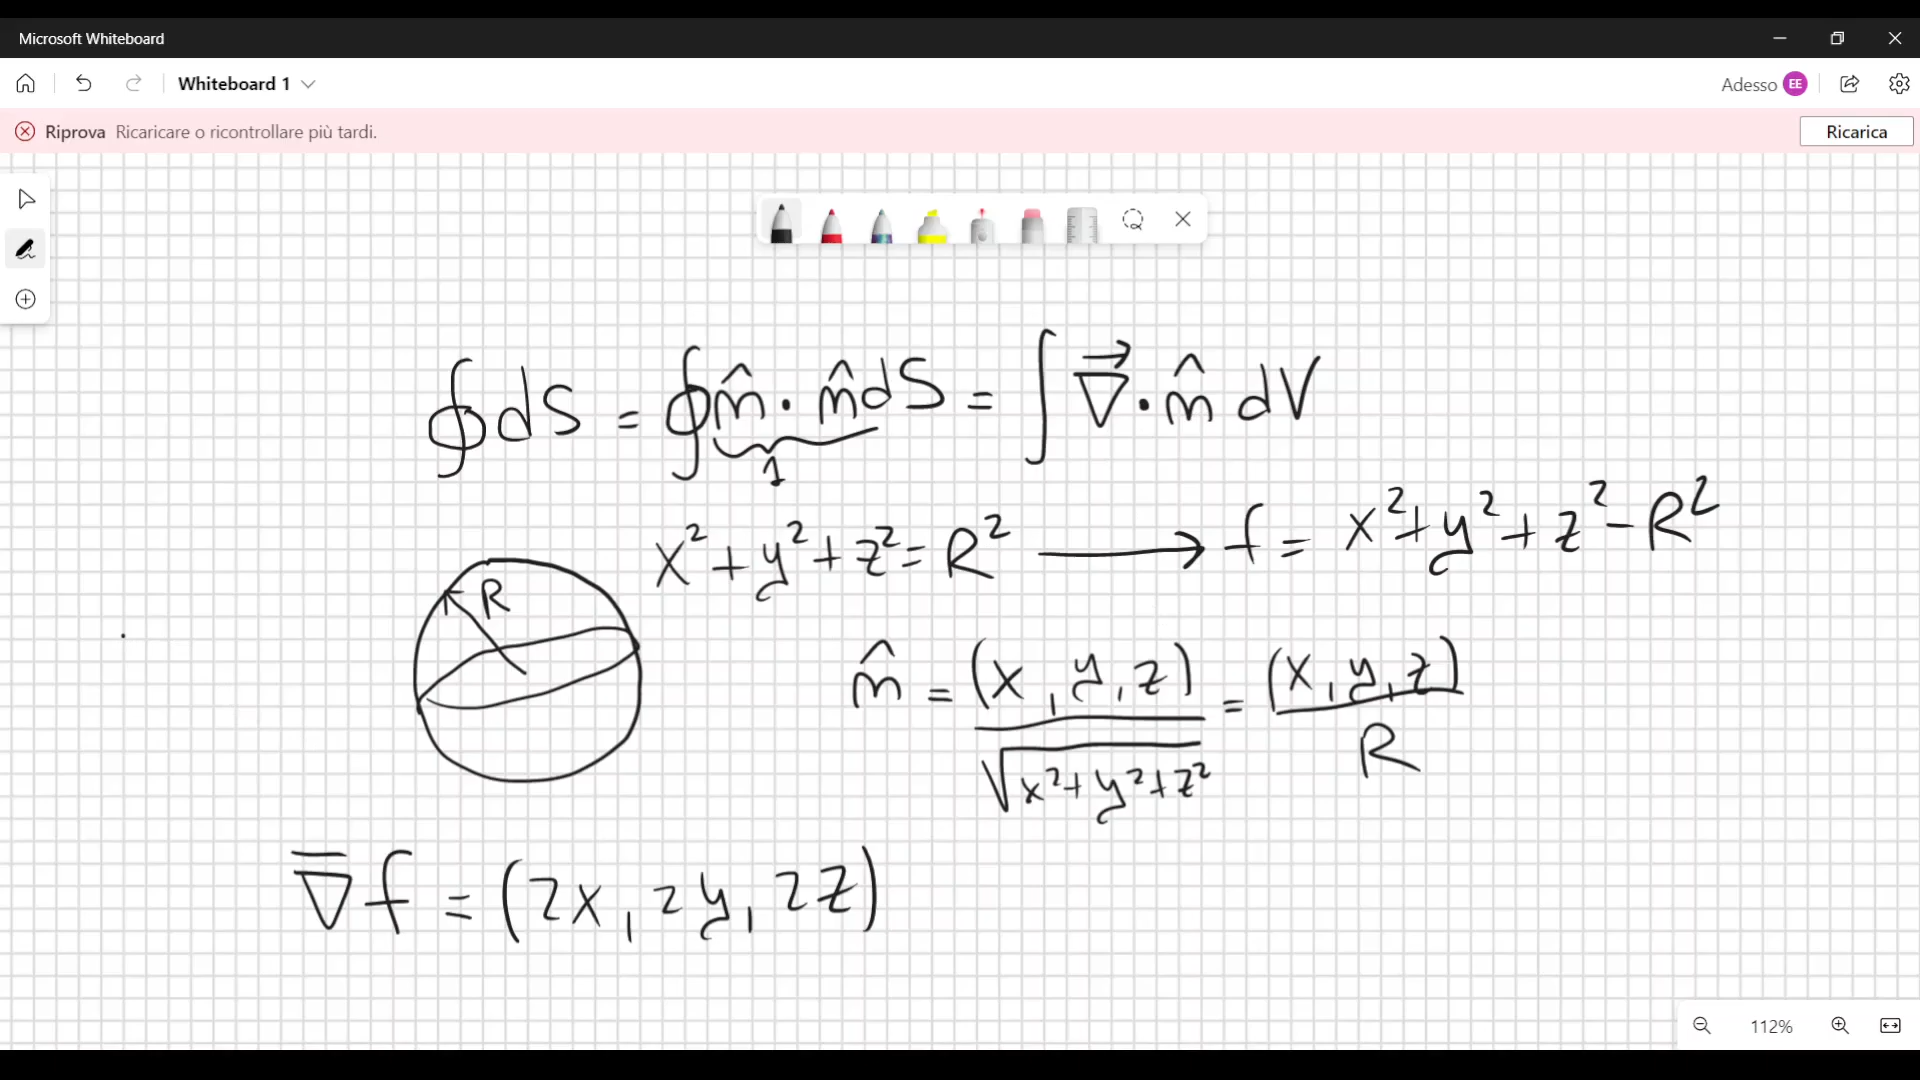 Microsoft Whiteboard
Whiteboard 1
Adesso EE
Riprova Ricaricare o ricontrollare più tardi.
Ricarica
∮dS = ∮m̂ · m̂dS = ∫ ∇⃗ · m̂ dV
1
x² + y² + z² = R² ⟶ f = x² + y² + z² − R²
R
m̂ = (x, y, z) / √x² + y² + z² = (x, y, z) / R
∇̅f = (2x, 2y, 2z)
112%